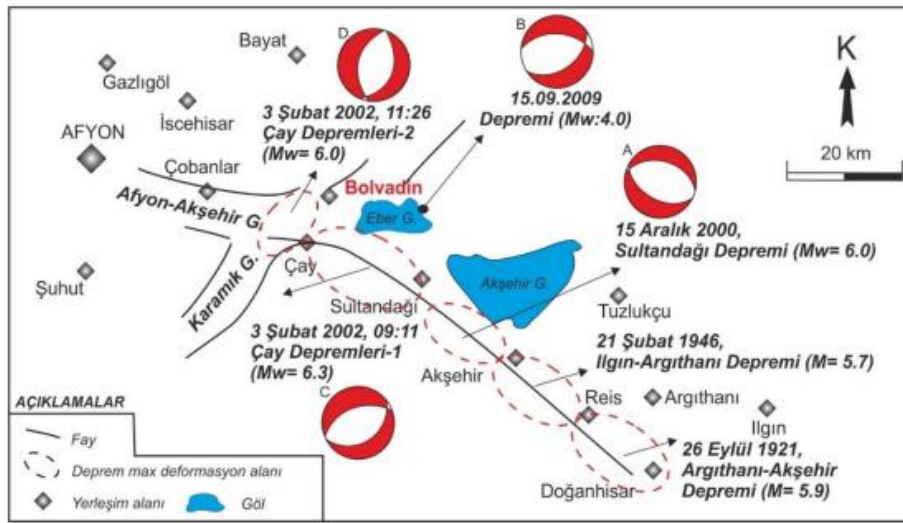 D
B
K
Bayat
Gazlıgöl
İscehisar
AFYON
3 Şubat 2002, 11:26
Çay Depremleri-2
(Mw= 6.0)
15.09.2009
Depremi (Mw:4.0)
A
20 km
Çobanlar
Bolvadin
Afyon-Akşehir G.
Eber G.
15 Aralık 2000,
Sultandağı Depremi (Mw= 6.0)
Şuhut
Karamık G.
Çay
Akşehir G.
Sultandağı
Tuzlukçu
3 Şubat 2002, 09:11
Çay Depremleri-1
(Mw= 6.3)
21 Şubat 1946,
Ilgın-Argıthanı Depremi (M= 5.7)
Akşehir
C
Reis
Argıthanı
Ilgın
26 Eylül 1921,
Argıthanı-Akşehir
Depremi (M= 5.9)
Doğanhisar
AÇIKLAMALAR
Fay
Deprem max deformasyon alanı
Yerleşim alanı
Göl